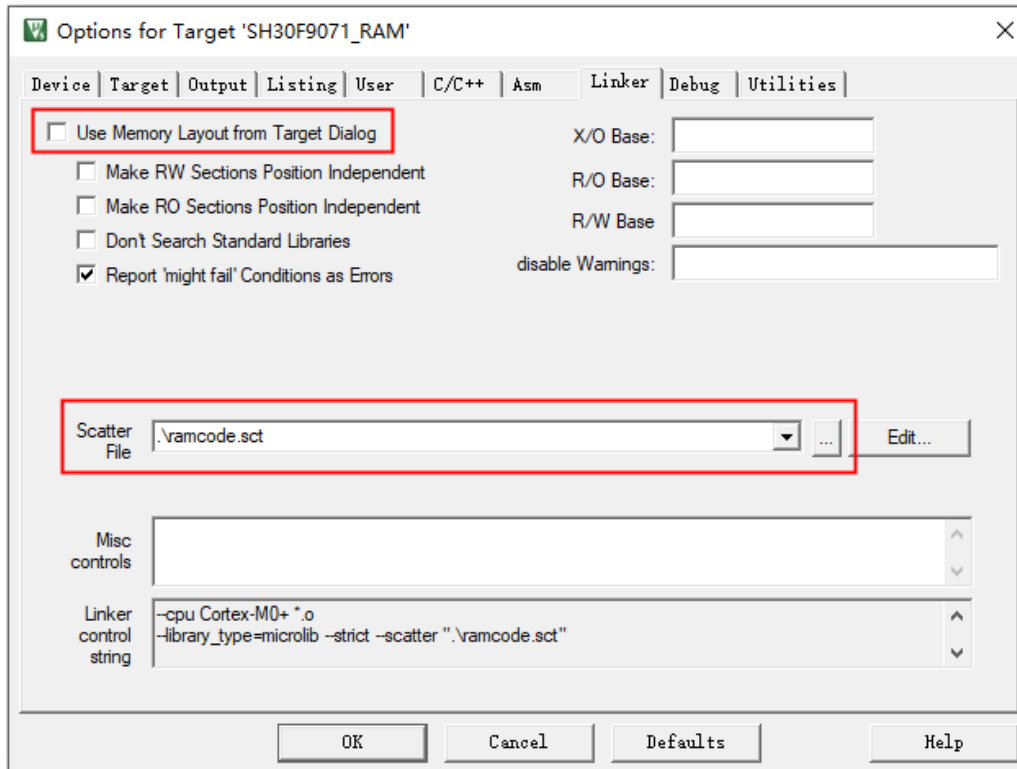 Options for Target 'SH30F9071_RAM'
Device Target Output Listing User C/C++ Asm Linker Debug Utilities
Use Memory Layout from Target Dialog
Make RW Sections Position Independent
Make RO Sections Position Independent
Don't Search Standard Libraries
Report 'might fail' Conditions as Errors
X/O Base:
R/O Base:
R/W Base
disable Warnings:
Scatter
File
.\ramcode.sct
...
Edit...
Misc
controls
Linker
control
string
--cpu Cortex-M0+ *.o
--library_type=microlib --strict --scatter ".\ramcode.sct"
OK Cancel Defaults Help